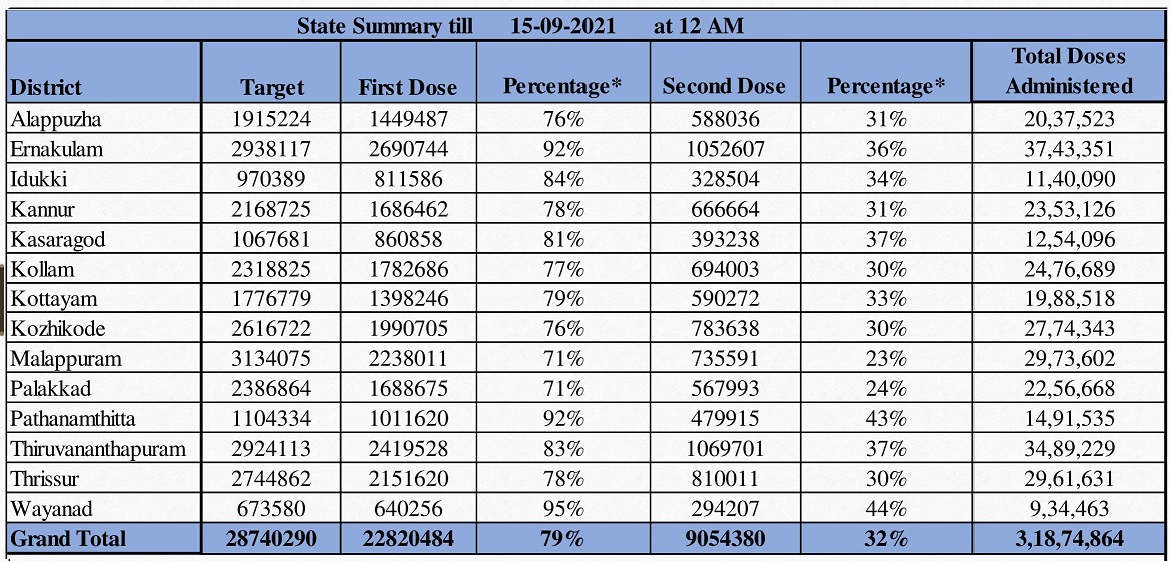 State Summary till 15-09-2021 at 12 AM
District Target First Dose Percentage* Second Dose Percentage* Total Doses Administered
Alappuzha 1915224 1449487 76% 588036 31% 20,37,523
Ernakulam 2938117 2690744 92% 1052607 36% 37,43,351
Idukki 970389 811586 84% 328504 34% 11,40,090
Kannur 2168725 1686462 78% 666664 31% 23,53,126
Kasaragod 1067681 860858 81% 393238 37% 12,54,096
Kollam 2318825 1782686 77% 694003 30% 24,76,689
Kottayam 1776779 1398246 79% 590272 33% 19,88,518
Kozhikode 2616722 1990705 76% 783638 30% 27,74,343
Malappuram 3134075 2238011 71% 735591 23% 29,73,602
Palakkad 2386864 1688675 71% 567993 24% 22,56,668
Pathanamthitta 1104334 1011620 92% 479915 43% 14,91,535
Thiruvananthapuram 2924113 2419528 83% 1069701 37% 34,89,229
Thrissur 2744862 2151620 78% 810011 30% 29,61,631
Wayanad 673580 640256 95% 294207 44% 9,34,463
Grand Total 28740290 22820484 79% 9054380 32% 3,18,74,864